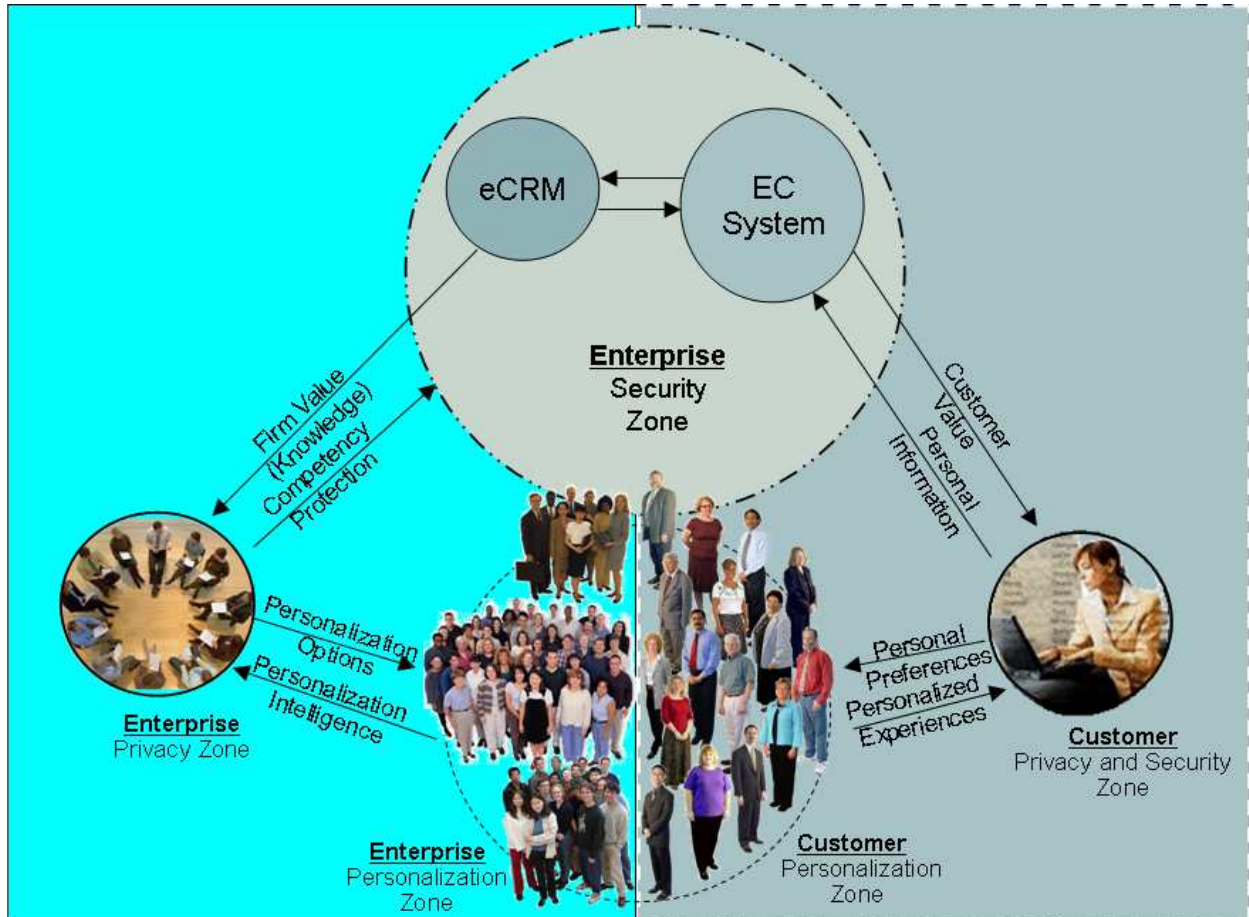 eCRM
EC
System
Enterprise
Security
Zone
Firm Value
(Knowledge)
Competency
Protection
Customer
Value
Personal
Information
Personalization
Options
Personalization
Intelligence
Personal
Preferences
Personalized
Experiences
Enterprise
Privacy Zone
Customer
Privacy and Security
Zone
Enterprise
Personalization
Zone
Customer
Personalization
Zone